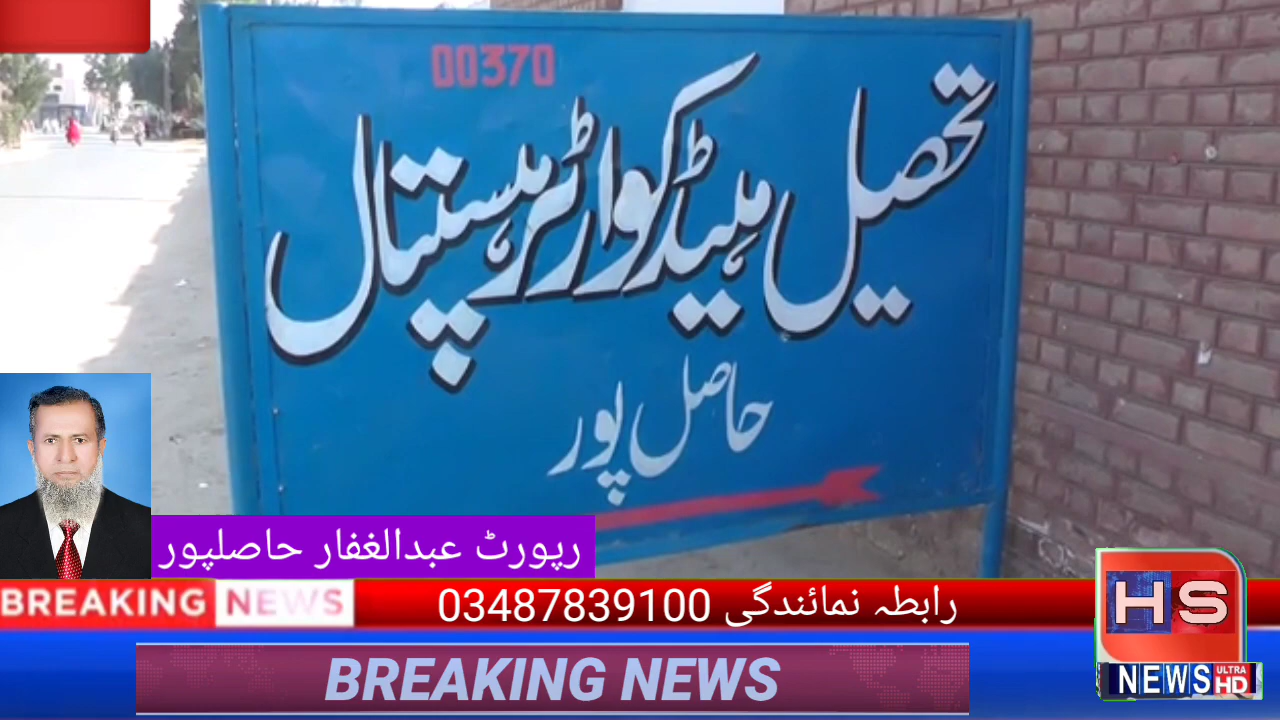 00370
تحصیل ہیڈکوارٹر ہسپتال
حاصل پور
رپورٹ عبدالغفار حاصلپور
BREAKING NEWS
رابطہ نمائندگی 03487839100
BREAKING NEWS
HS
NEWS ULTRA HD